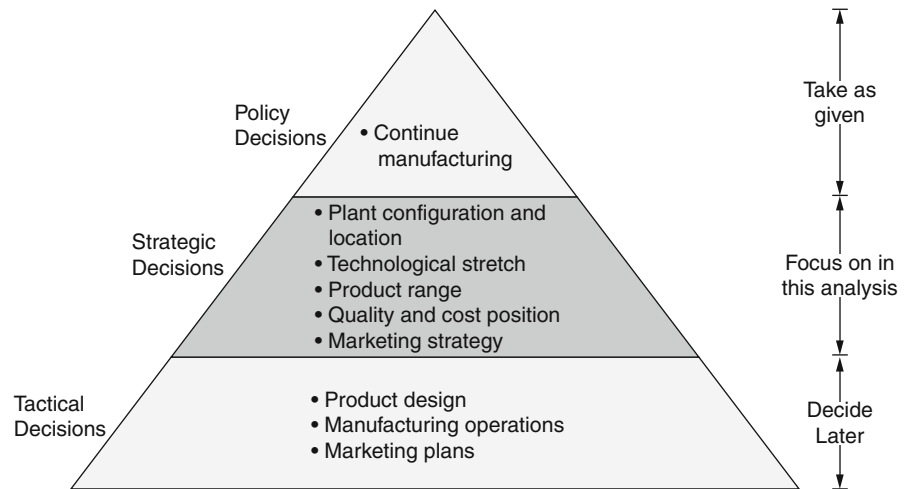 Policy
Decisions
• Continue
manufacturing
Take as
given
Strategic
Decisions
• Plant configuration and
location
• Technological stretch
• Product range
• Quality and cost position
• Marketing strategy
Focus on in
this analysis
Tactical
Decisions
• Product design
• Manufacturing operations
• Marketing plans
Decide
Later